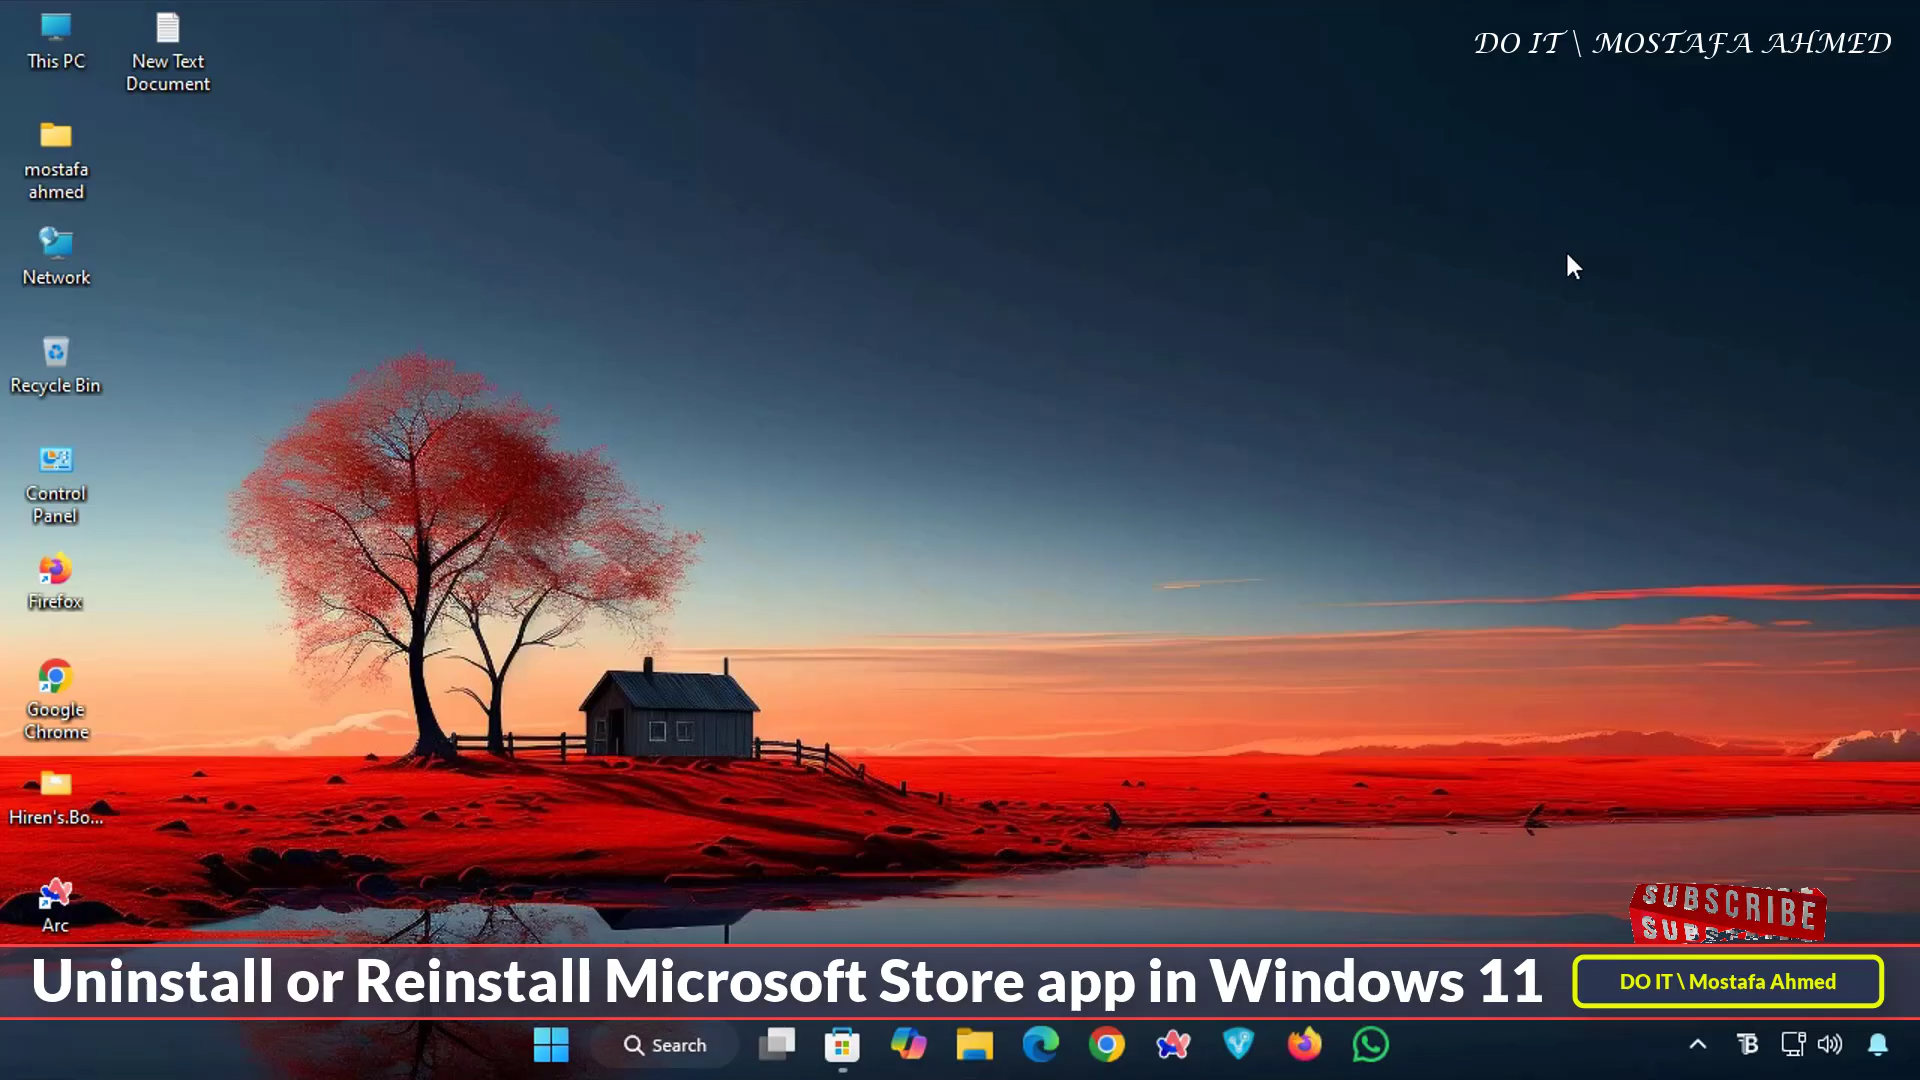 This PC
New Text
Document
DO IT \ MOSTAFA AHMED
mostafa
ahmed
Network
Recycle Bin
Control
Panel
Firefox
Google
Chrome
Hiren's.Bo...
Arc
SUBSCRIBE
Uninstall or Reinstall Microsoft Store app in Windows 11
DO IT \ Mostafa Ahmed
Search